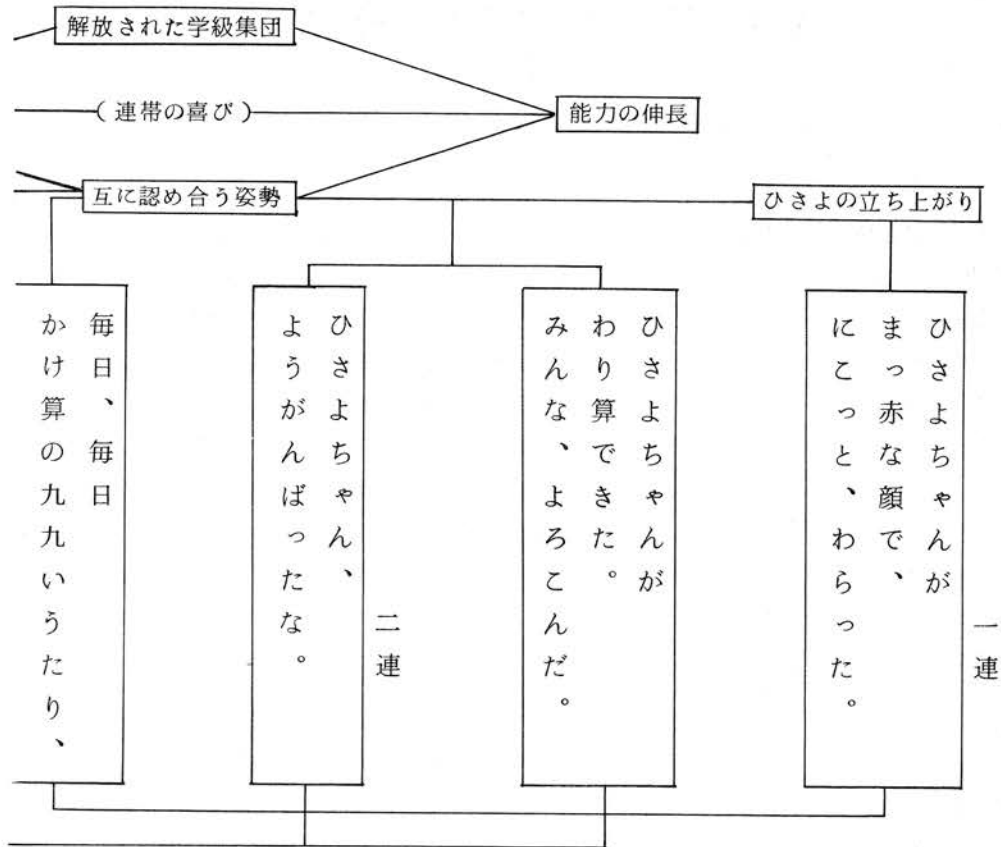 解放された学級集団
(連帯の喜び)
能力の伸長
互に認め合う姿勢
ひさよの立ち上がり
一連
ひさよちゃんが
まっ赤な顔で、
にこっと、わらった。
ひさよちゃんが
わり算できた。
みんな、よろこんだ。
二連
ひさよちゃん、
ようがんばったな。
毎日、毎日
かけ算の九九いうたり、